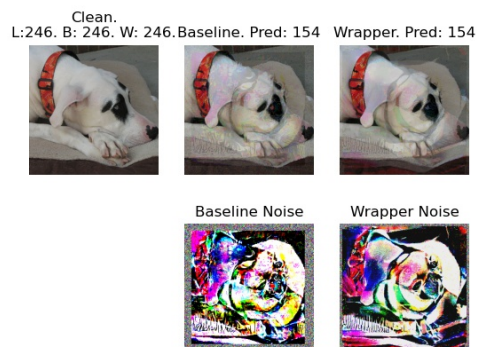 Clean.
L:246. B: 246. W: 246.
Baseline. Pred: 154
Wrapper. Pred: 154
Baseline Noise
Wrapper Noise